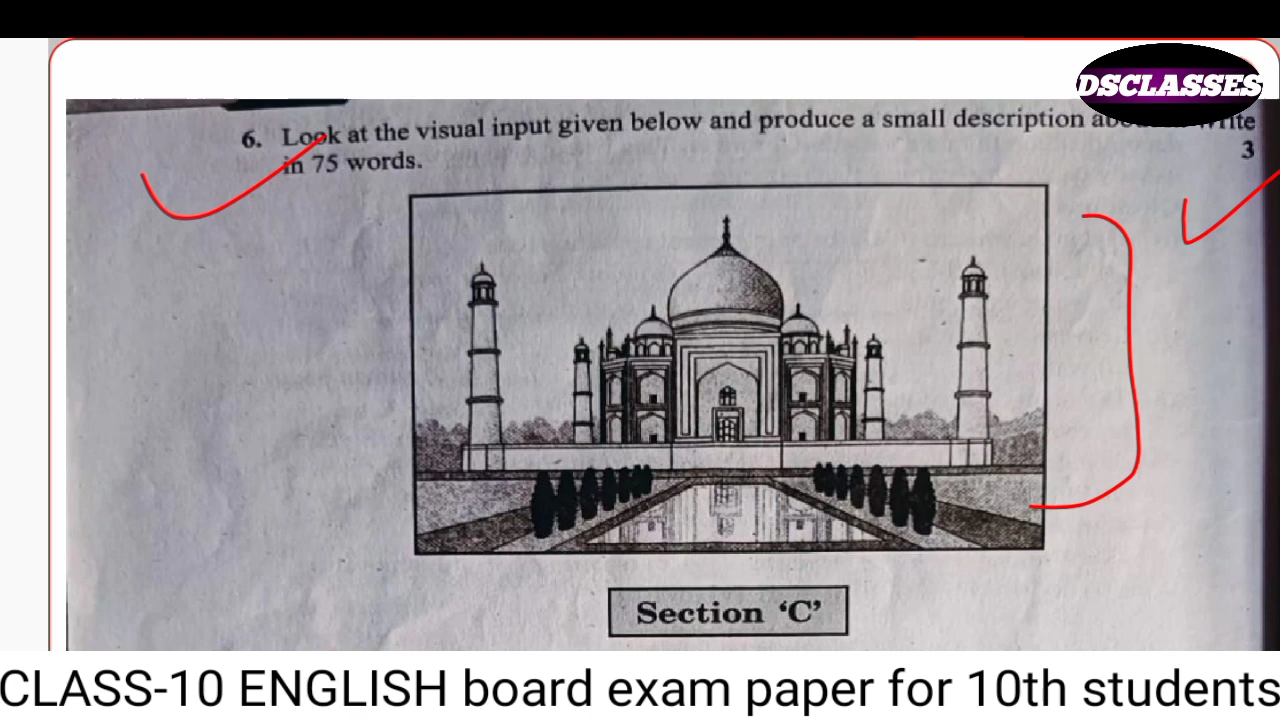 DSCLASSES
6. Look at the visual input given below and produce a small description
in 75 words. 3
Section ‘C’
CLASS-10 ENGLISH board exam paper for 10th students